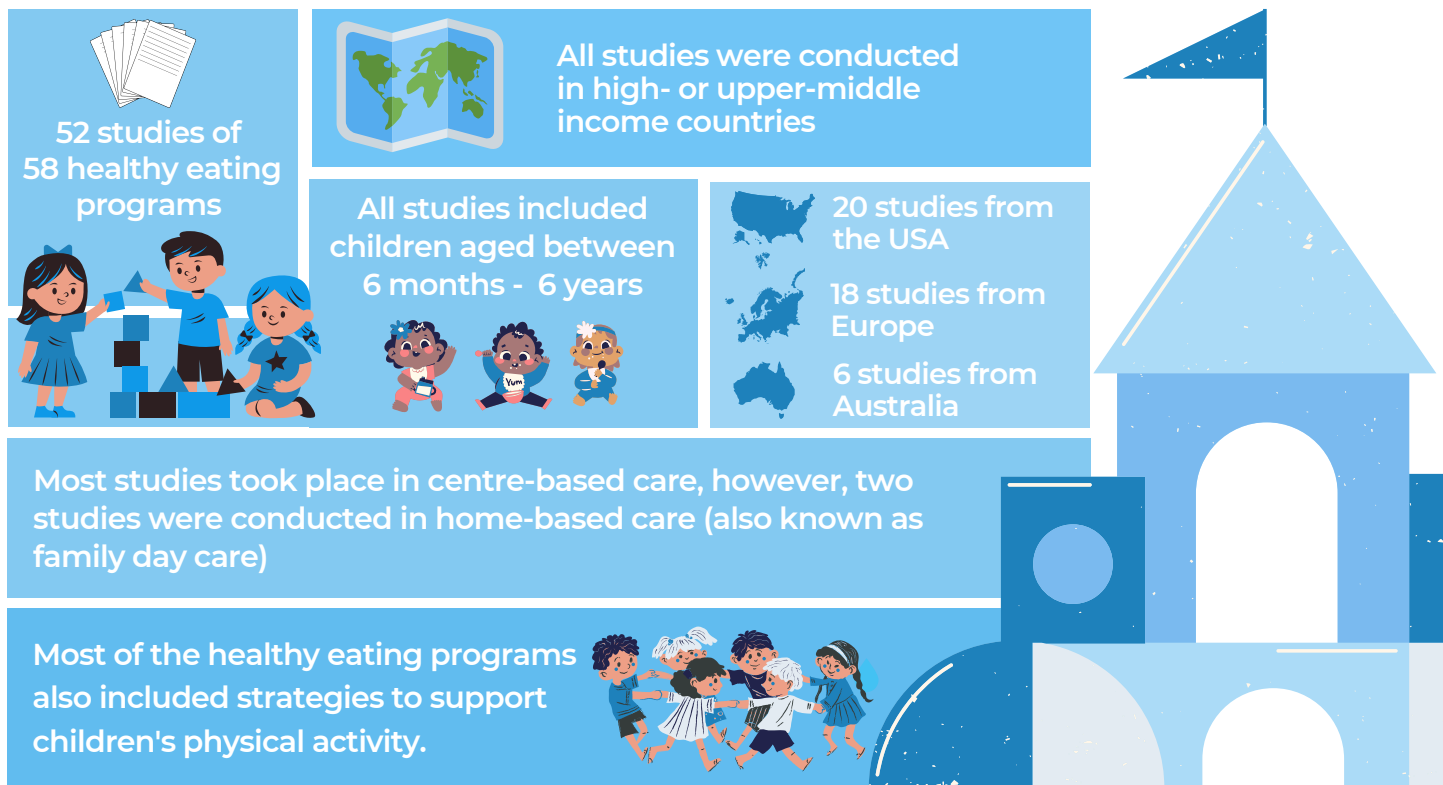 52 studies of
58 healthy eating
programs
All studies were conducted
in high- or upper-middle
income countries
All studies included
children aged between
6 months - 6 years
Yum
20 studies from
the USA
18 studies from
Europe
6 studies from
Australia
Most studies took place in centre-based care, however, two
studies were conducted in home-based care (also known as
family day care)
Most of the healthy eating programs
also included strategies to support
children's physical activity.